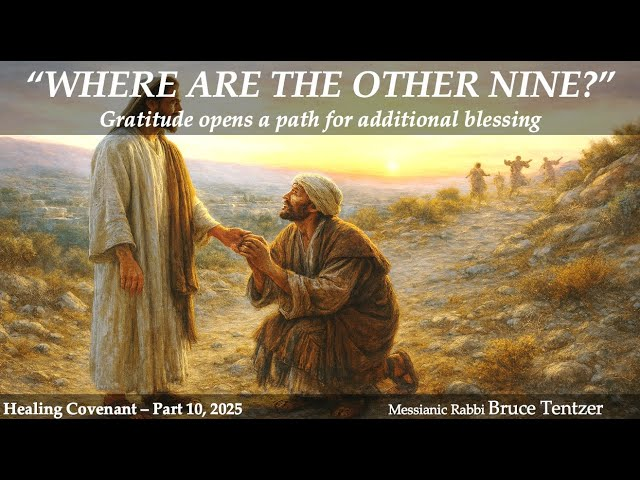 “WHERE ARE THE OTHER NINE?”
Gratitude opens a path for additional blessing
Healing Covenant – Part 10, 2025
Messianic Rabbi Bruce Tentzer